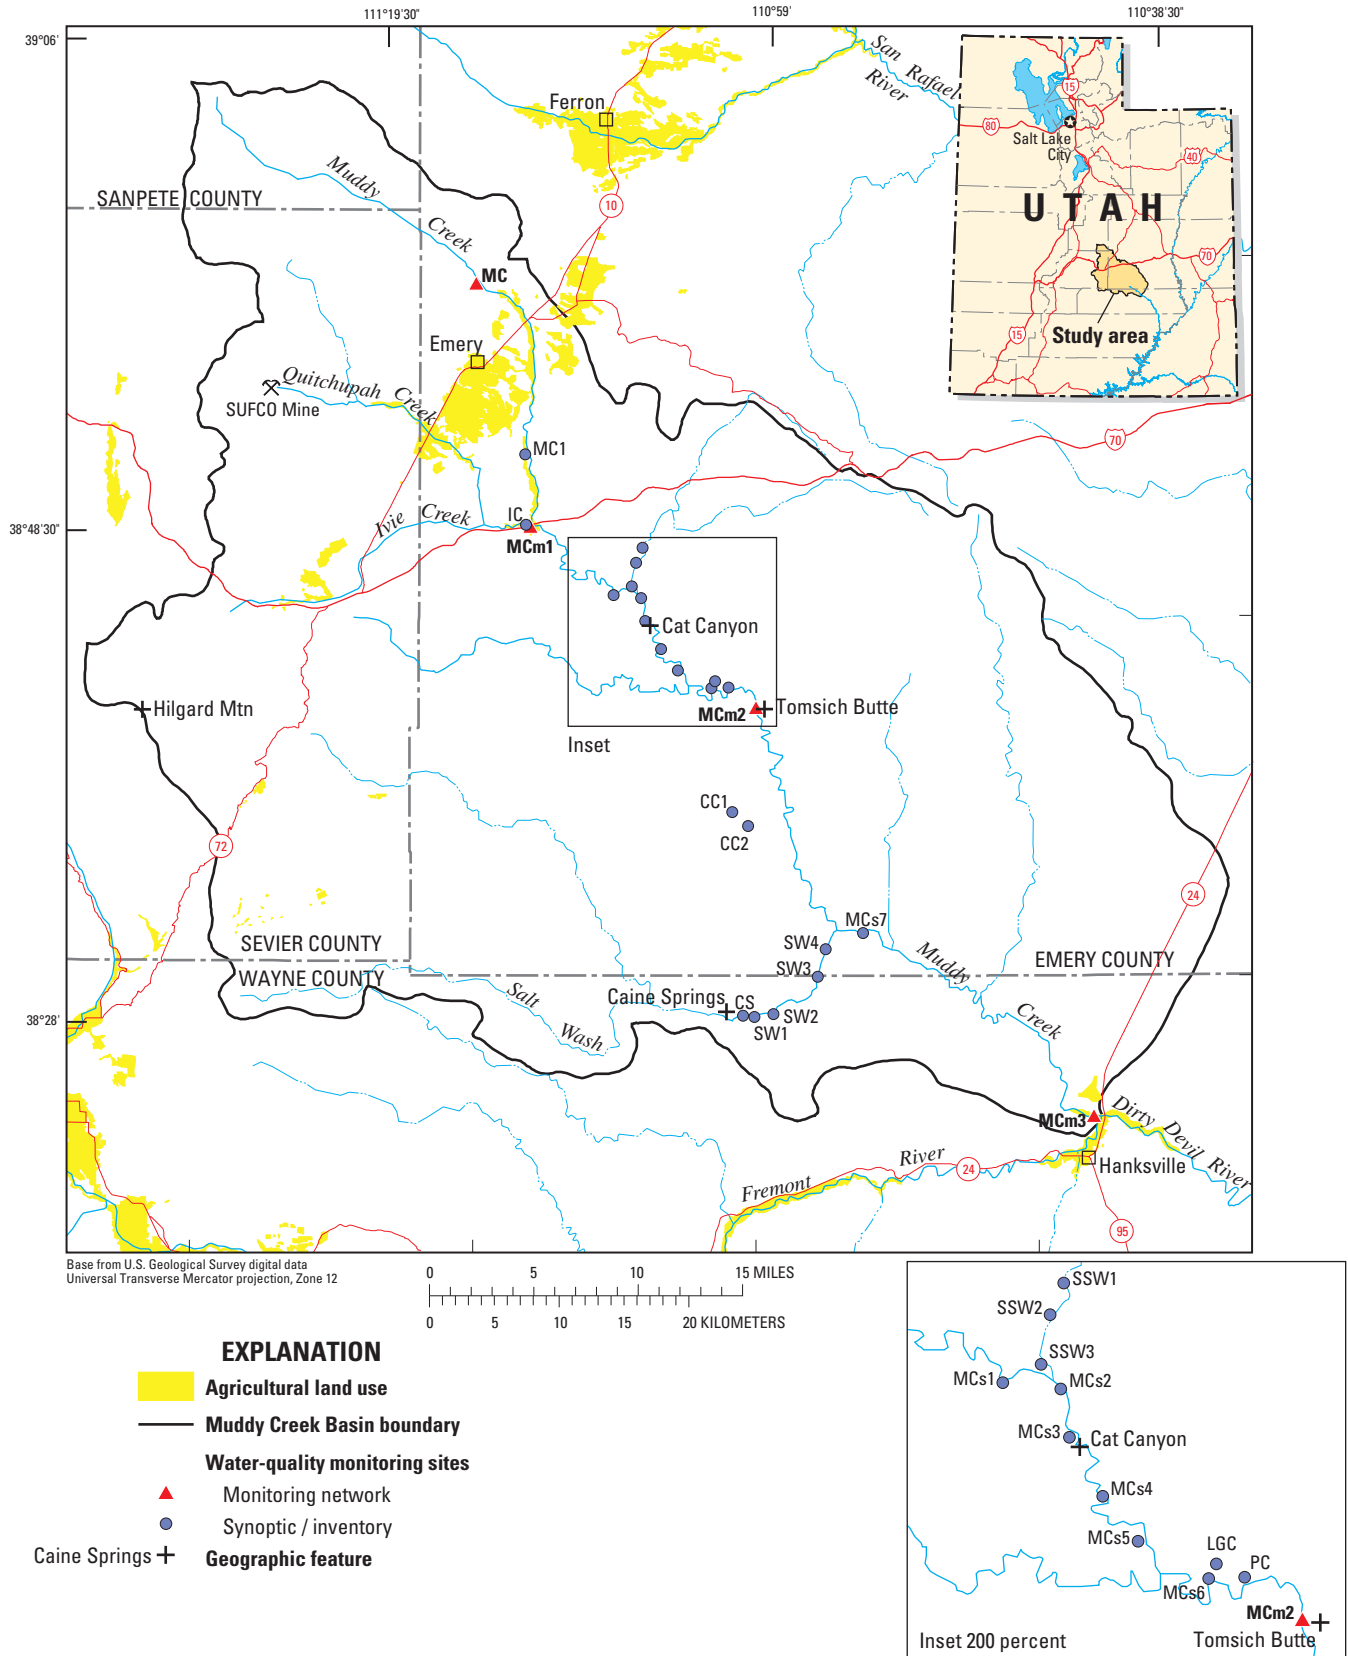 111°19'30"
110°59'
110°38'30"
39°06'
38°48'30"
38°28'
San Rafael
River
Ferron
Muddy
Creek
SANPETE COUNTY
10
MC
Emery
Quitchupah Creek
SUFCO Mine
MC1
IC
Ivie Creek
MCm1
70
Cat Canyon
Hilgard Mtn
MCm2
Tomsich Butte
Inset
CC1
CC2
72
24
MCs7
SW4
SW3
SEVIER COUNTY
WAYNE COUNTY
EMERY COUNTY
Muddy
Creek
Salt
Wash
Caine Springs
CS
SW2
SW1
MCm3
Dirty Devil River
Hanksville
Fremont
River
24
95
15
80
Salt Lake
City
40
UTAH
70
15
Study area
Base from U.S. Geological Survey digital data
Universal Transverse Mercator projection, Zone 12
0 5 10 15 MILES
0 5 10 15 20 KILOMETERS
EXPLANATION
Agricultural land use
Muddy Creek Basin boundary
Water-quality monitoring sites
Monitoring network
Synoptic / inventory
Caine Springs
Geographic feature
SSW1
SSW2
SSW3
MCs1
MCs2
MCs3
Cat Canyon
MCs4
MCs5
LGC
PC
MCs6
MCm2
Tomsich Butte
Inset 200 percent